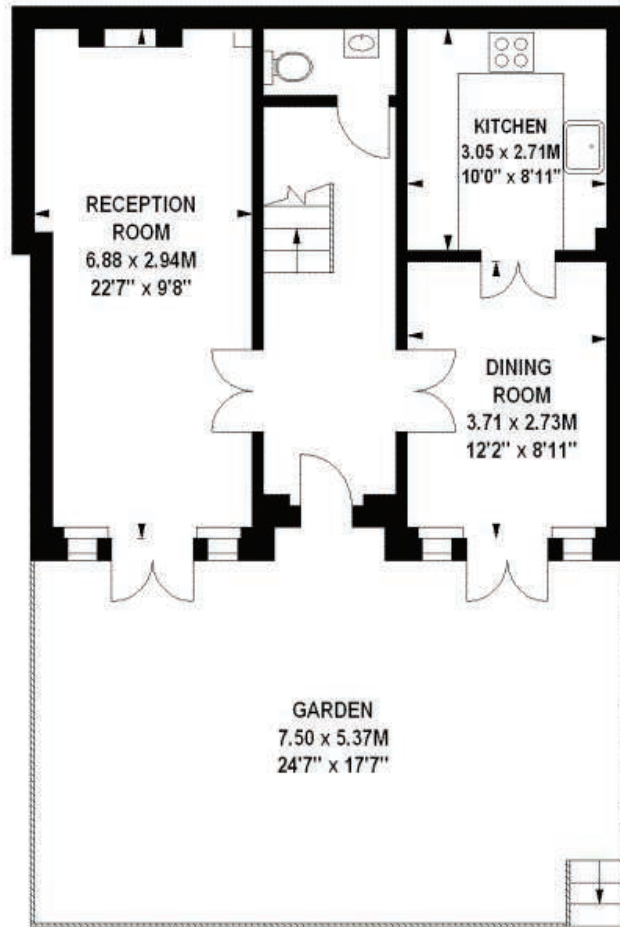 KITCHEN
3.05 x 2.71M
10'0" x 8'11"
RECEPTION
ROOM
6.88 x 2.94M
22'7" x 9'8"
DINING
ROOM
3.71 x 2.73M
12'2" x 8'11"
GARDEN
7.50 x 5.37M
24'7" x 17'7"